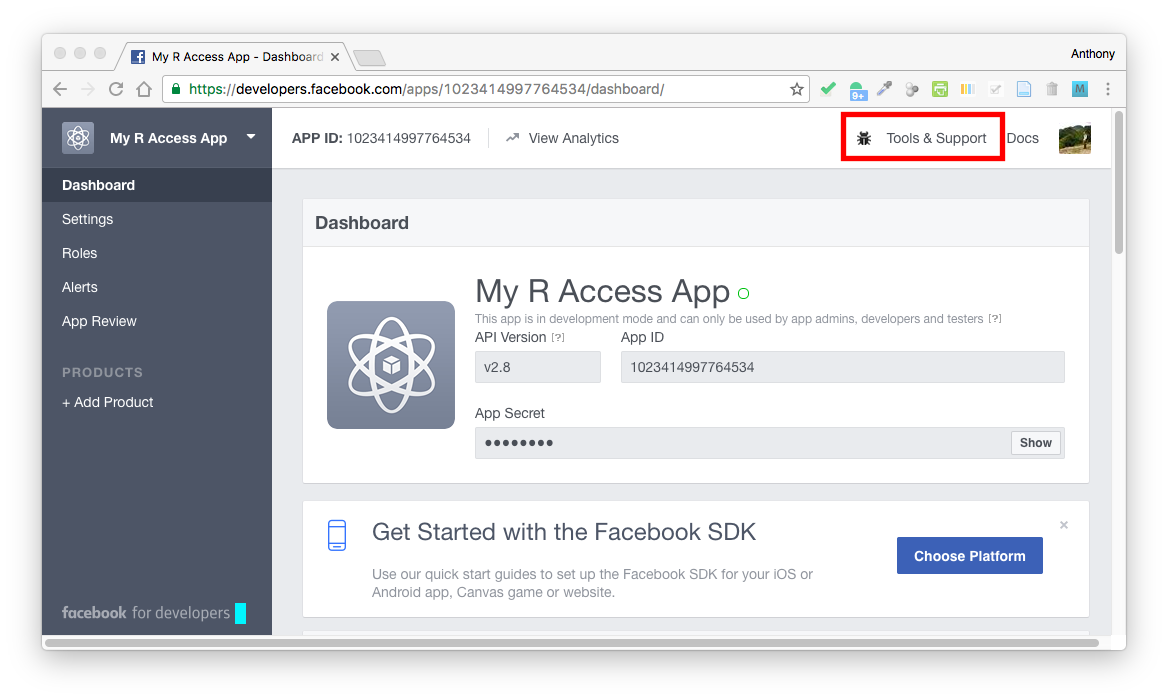 My R Access App - Dashboard
Anthony
https://developers.facebook.com/apps/1023414997764534/dashboard/
9+
M
My R Access App
APP ID: 1023414997764534
View Analytics
Tools & Support
Docs
Dashboard
Settings
Roles
Alerts
App Review
PRODUCTS
+ Add Product
facebook for developers
Dashboard
My R Access App
This app is in development mode and can only be used by app admins, developers and testers [?]
API Version [?]
App ID
v2.8
1023414997764534
App Secret
●●●●●●●●
Show
Get Started with the Facebook SDK
Use our quick start guides to set up the Facebook SDK for your iOS or
Android app, Canvas game or website.
Choose Platform